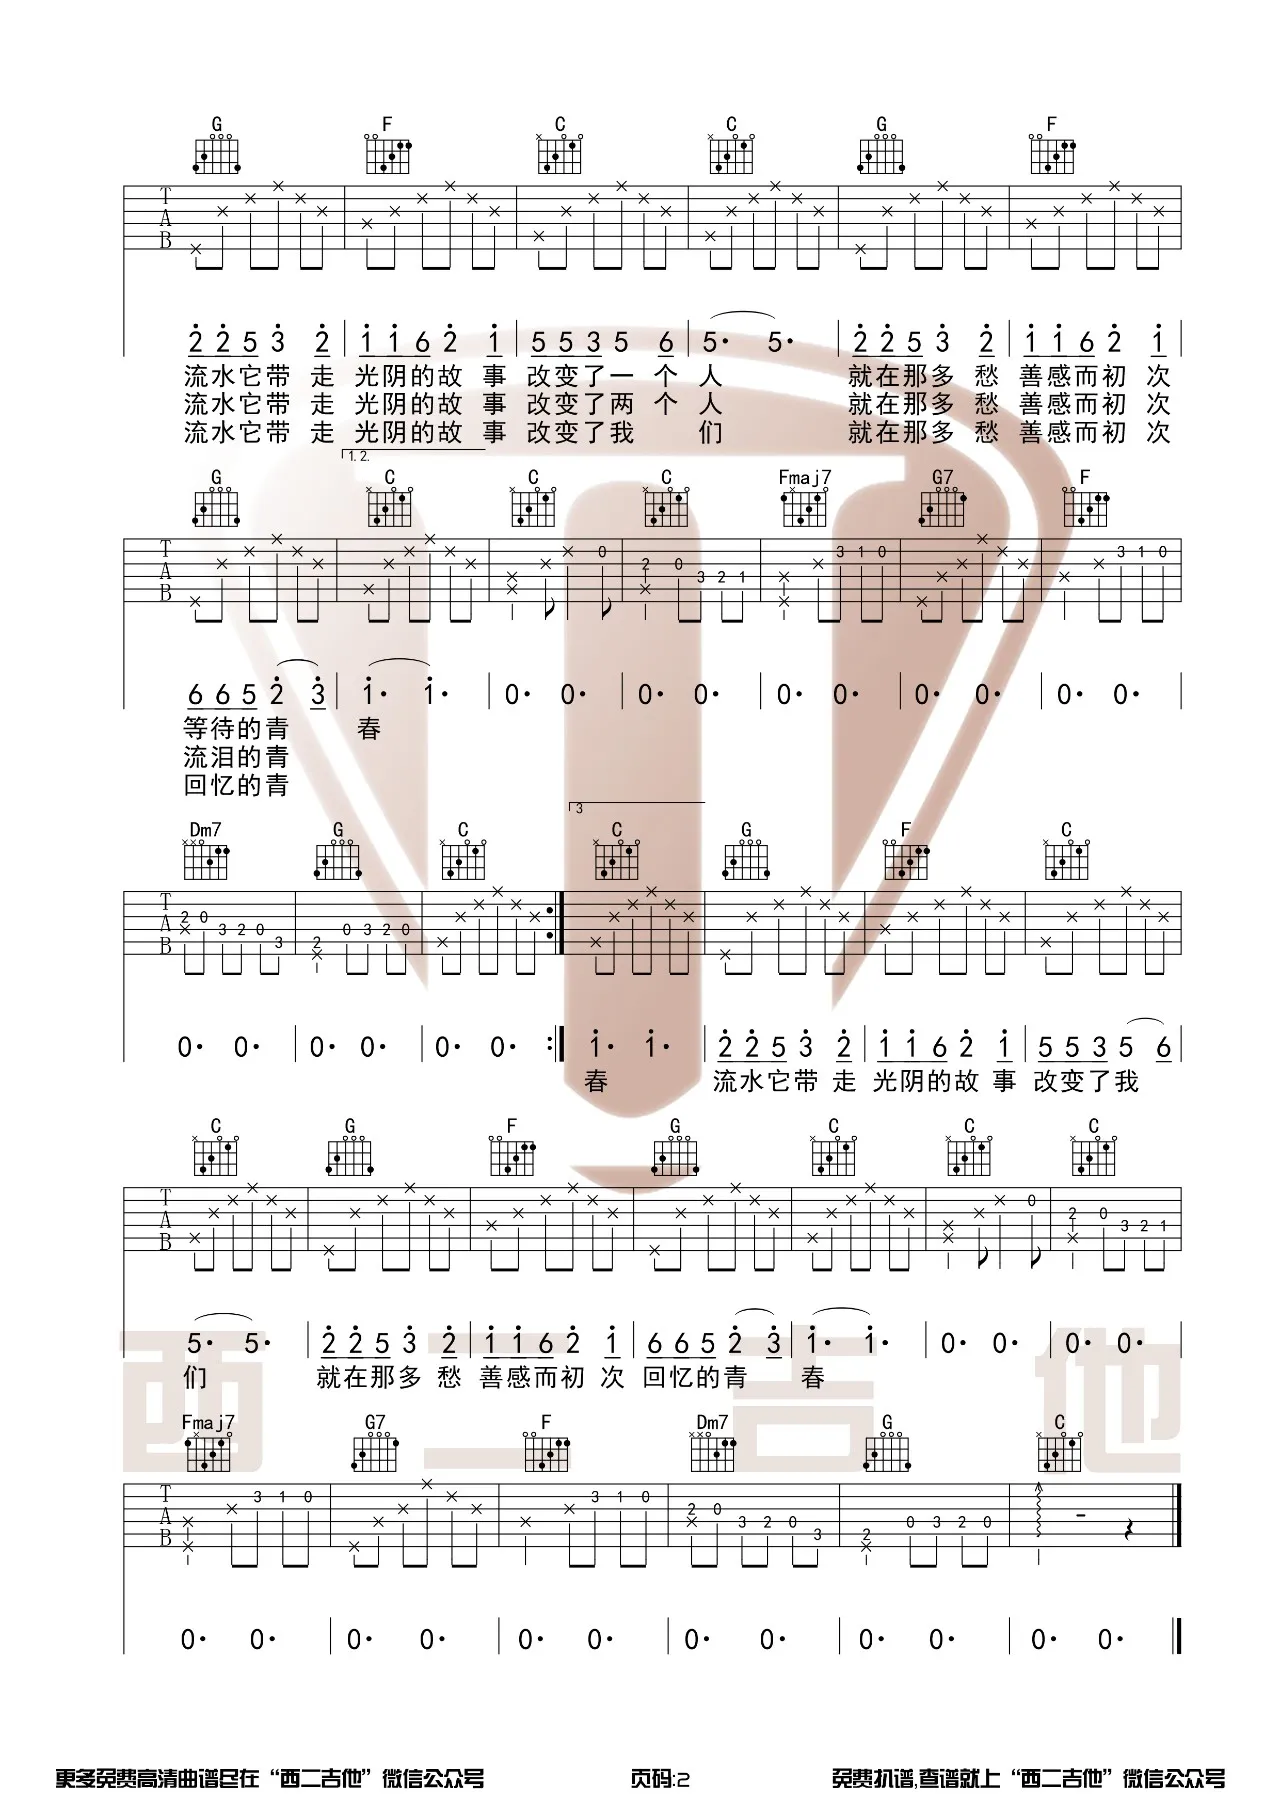 G F C C G F
T A B
2 2 5 3 2 1 1 6 2 1 5 5 3 5 6 5· 5· 2 2 5 3 2 1 1 6 2 1
流水它带走 光阴的故事 改变了一个人 就在那多愁善感而初次
流水它带走 光阴的故事 改变了两个人 就在那多愁善感而初次
流水它带走 光阴的故事 改变了我们 就在那多愁善感而初次
1. 2.
G C C C Fmaj7 G7 F
T A B 0 2 0 3 2 1 3 1 0 3 1 0
6 6 5 2 3 1· 1· 0· 0· 0· 0· 0· 0· 0· 0· 0· 0·
等待的青春
流泪的青
回忆的青
3
Dm7 G C C G F C
T A B 2 0 3 2 0 3 2 0 3 2 0
0· 0· 0· 0· 0· 0· 1· 1· 2 2 5 3 2 1 1 6 2 1 5 5 3 5 6
春 流水它带走 光阴的故事 改变了我
C G F G C C C
T A B 0 2 0 3 2 1
5· 5· 2 2 5 3 2 1 1 6 2 1 6 6 5 2 3 1· 1· 0· 0· 0· 0·
们 就在那多愁 善感而初次 回忆的青春
西二吉他
Fmaj7 G7 F Dm7 G C
T A B 3 1 0 3 1 0 2 0 3 2 0 3 2 0 3 2 0
0· 0· 0· 0· 0· 0· 0· 0· 0· 0· 0· 0·
更多免费高清曲谱尽在“西二吉他”微信公众号 页码:2 免费扒谱,查谱就上“西二吉他”微信公众号